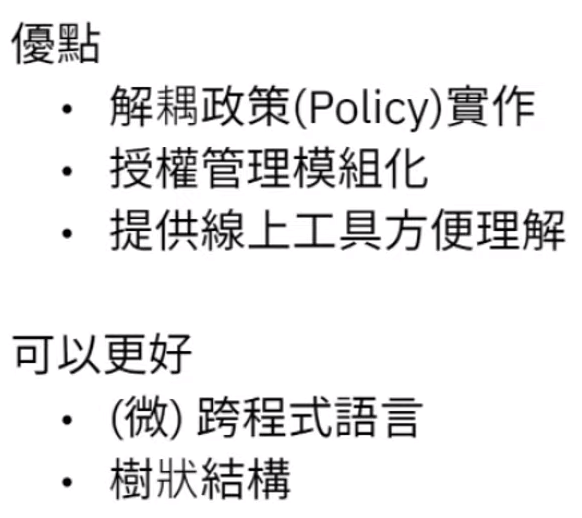 優點
• 解耦政策(Policy)實作
• 授權管理模組化
• 提供線上工具方便理解
可以更好
• (微) 跨程式語言
• 樹狀結構